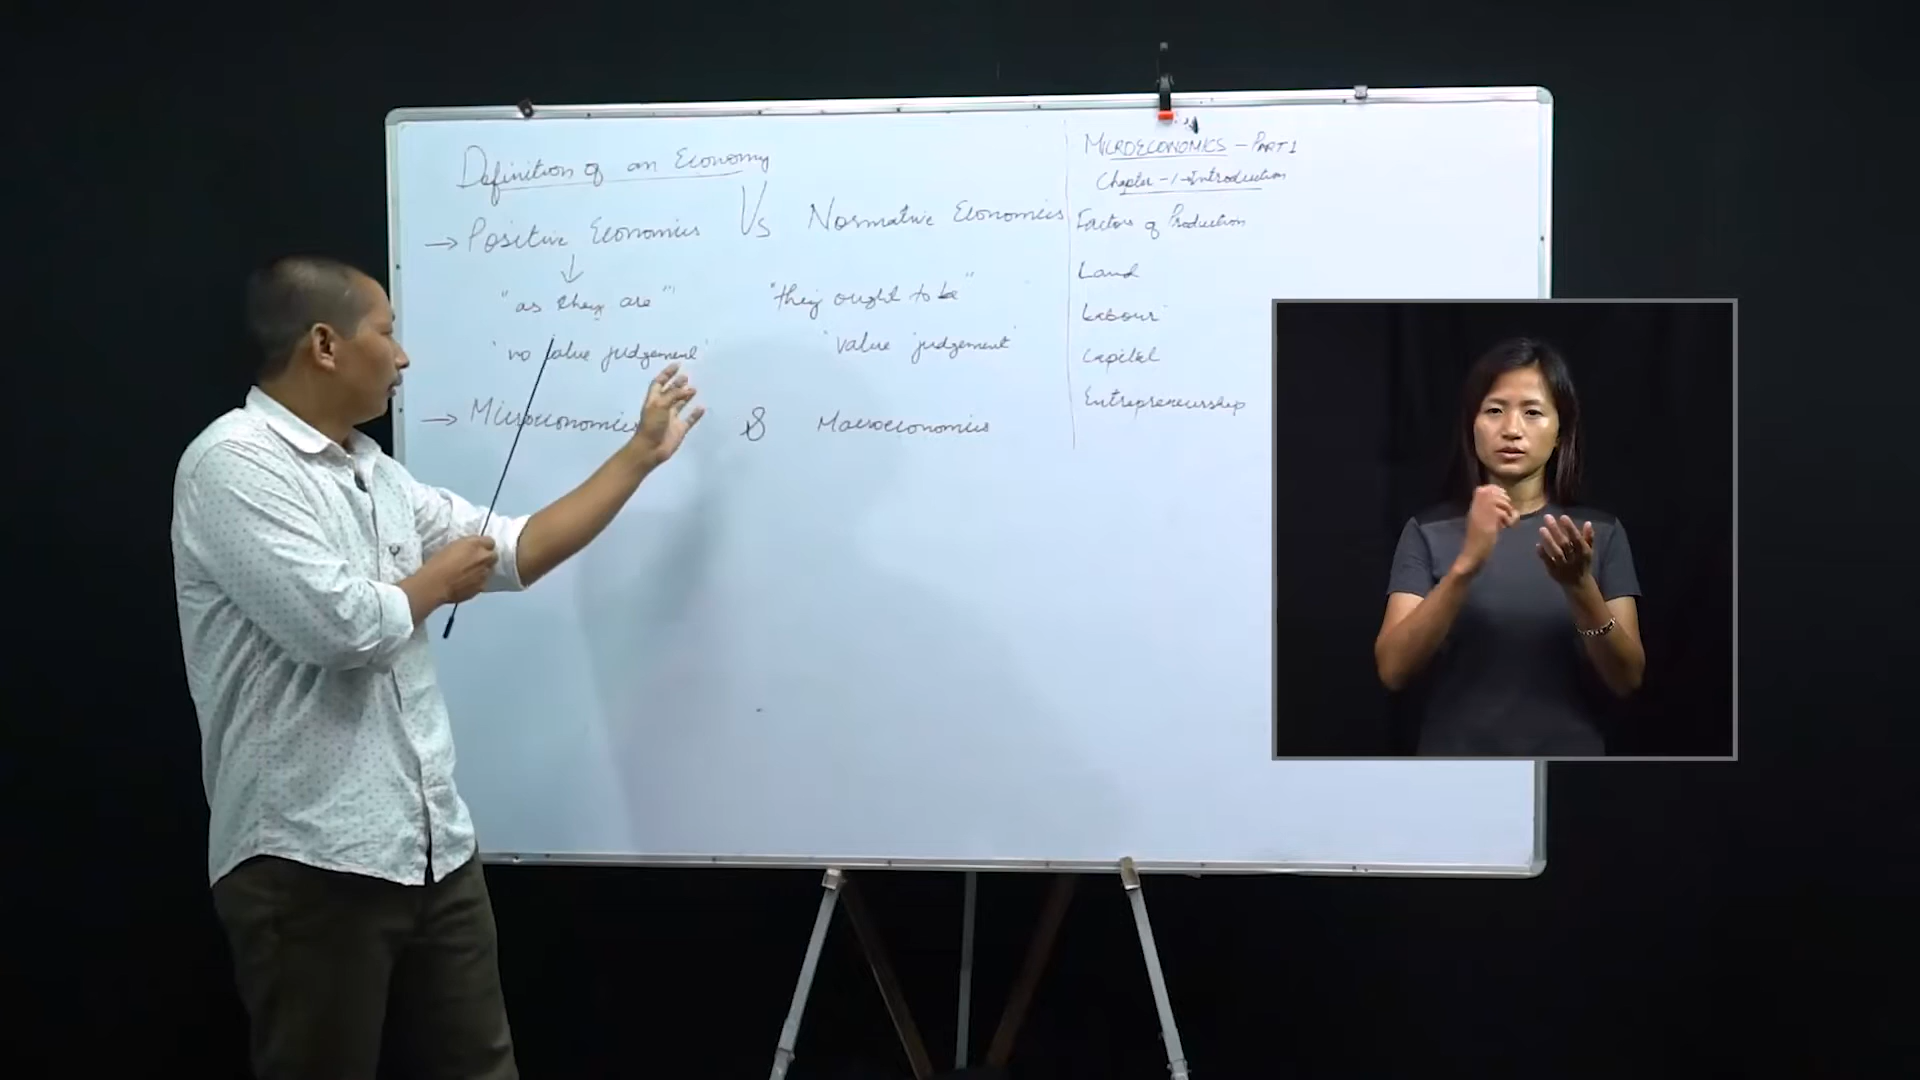 Definition of an Economy
→ Positive Economics Vs Normative Economics
↓
"as they are" "they ought to be"
"no value judgement" "value judgement"
→ Microeconomics & Macroeconomics
MICROECONOMICS – PART 1
Chapter – 1 – Introduction
Factors of Production
Land
Labour
Capital
Entrepreneurship